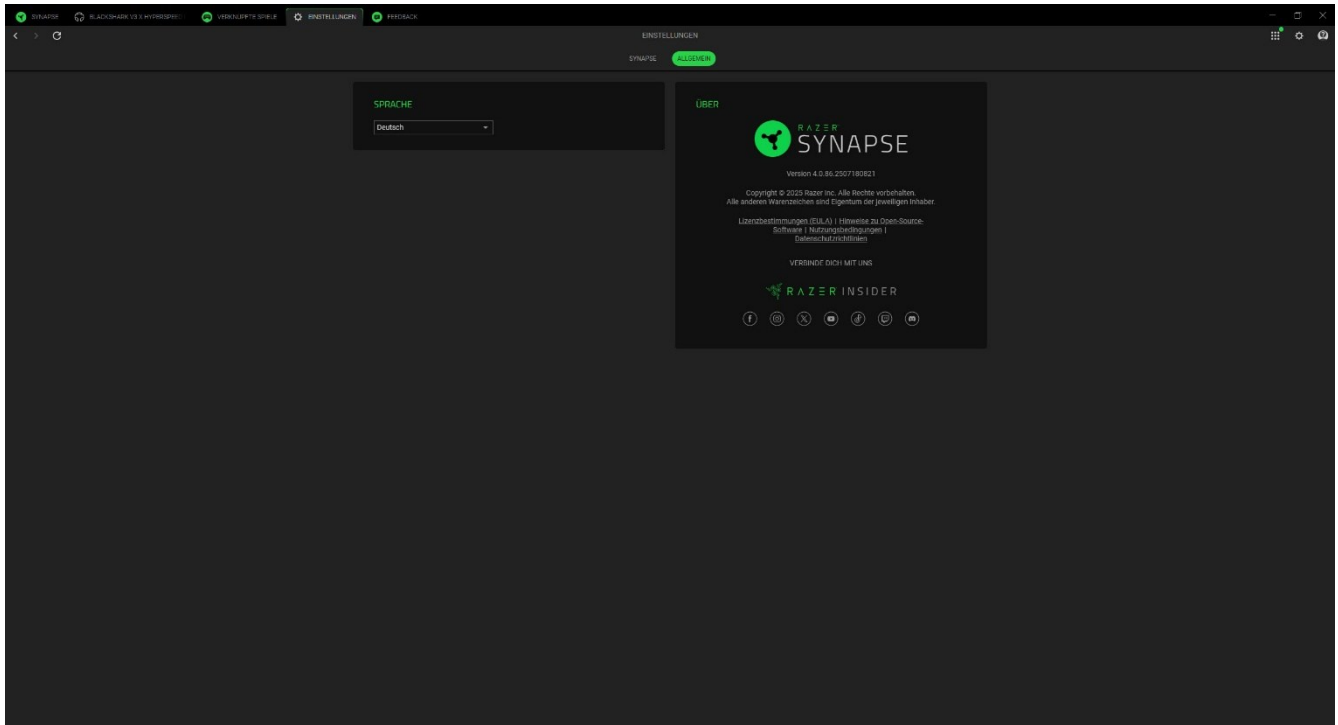 SYNAPSE
BLACKSHARK V3 X HYPERSPEED
VERKNÜPFTE SPIELE
EINSTELLUNGEN
FEEDBACK
EINSTELLUNGEN
SYNAPSE
ALLGEMEIN
SPRACHE
Deutsch
ÜBER
RAZER
SYNAPSE
Version 4.0.86.2507180821
Copyright © 2025 Razer Inc. Alle Rechte vorbehalten.
Alle anderen Warenzeichen sind Eigentum der jeweiligen Inhaber.
Lizenzbestimmungen (EULA) | Hinweise zu Open-Source-
Software | Nutzungsbedingungen |
Datenschutzrichtlinien
VERBINDE DICH MIT UNS
RAZER INSIDER